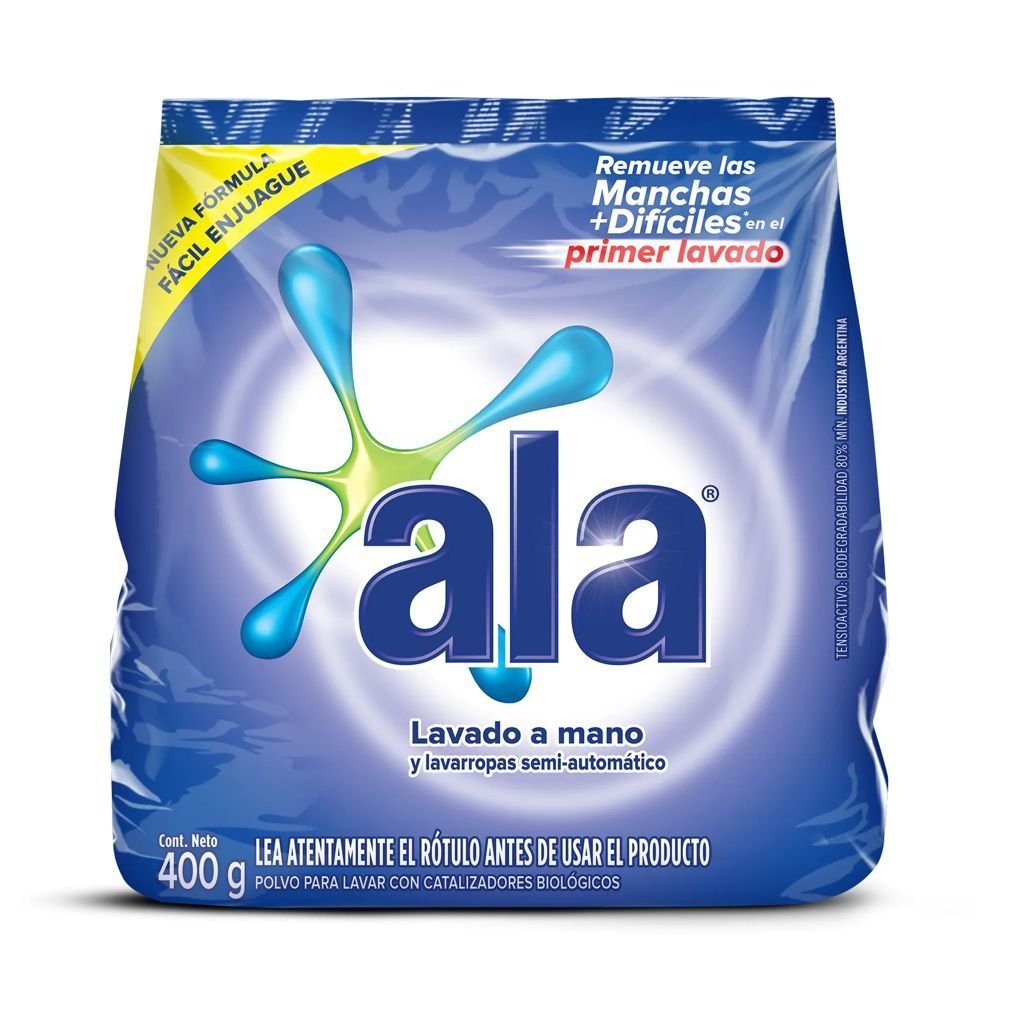 NUEVA FÓRMULA
FÁCIL ENJUAGUE
Remueve las
Manchas
+Difíciles* en el
primer lavado
ala®
Lavado a mano
y lavarropas semi-automático
TENSIOACTIVO: BIODEGRADABILIDAD 80% MÍN. INDUSTRIA ARGENTINA
Cont. Neto
400 g
LEA ATENTAMENTE EL RÓTULO ANTES DE USAR EL PRODUCTO
POLVO PARA LAVAR CON CATALIZADORES BIOLÓGICOS